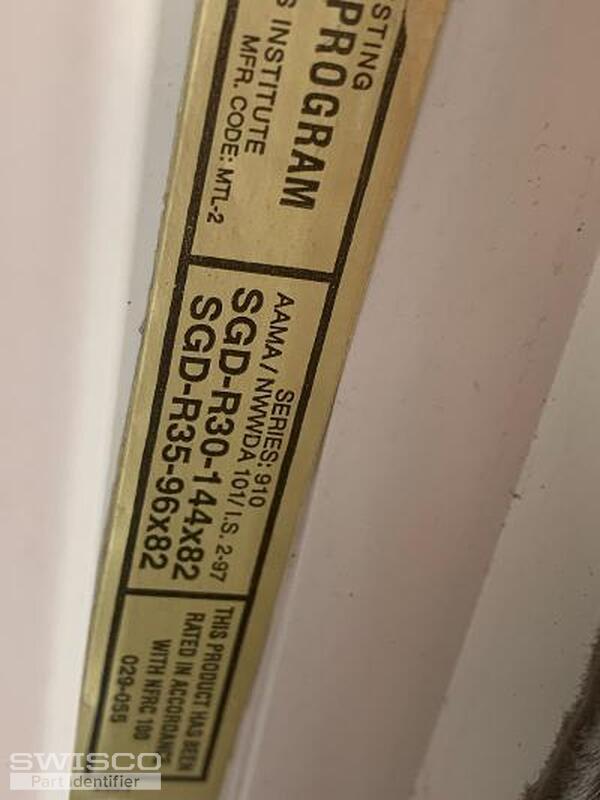 STING
PROGRAM
S INSTITUTE
MFR. CODE: MTL-2
SERIES: 910
AAMA / NWWDA 101/I.S. 2-97
SGD-R30-144x82
SGD-R35-96x82
THIS PRODUCT HAS BEEN
RATED IN ACCORDANCE
WITH NFRC 100
029-055
SWISCO
Part Identifier